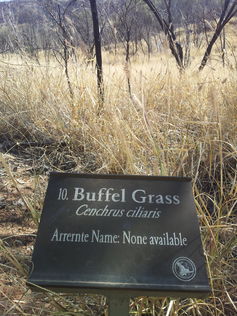 10. Buffel Grass
Cenchrus ciliaris
Arrernte Name: None available